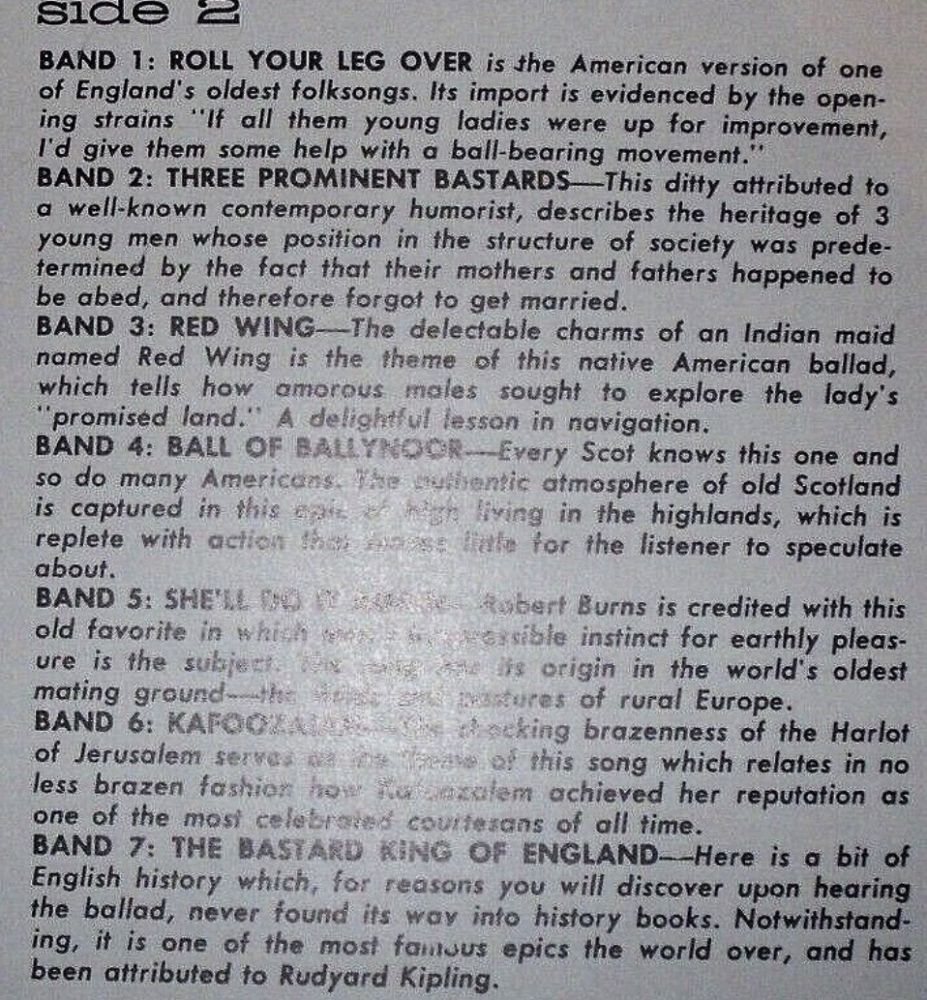 side 2
BAND 1: ROLL YOUR LEG OVER is the American version of one
of England's oldest folksongs. Its import is evidenced by the open-
ing strains "If all them young ladies were up for improvement,
I'd give them some help with a ball-bearing movement."
BAND 2: THREE PROMINENT BASTARDS—This ditty attributed to
a well-known contemporary humorist, describes the heritage of 3
young men whose position in the structure of society was prede-
termined by the fact that their mothers and fathers happened to
be abed, and therefore forgot to get married.
BAND 3: RED WING—The delectable charms of an Indian maid
named Red Wing is the theme of this native American ballad,
which tells how amorous males sought to explore the lady's
"promised land." A delightful lesson in navigation.
BAND 4: BALL OF BALLYNOOR—Every Scot knows this one and
so do many Americans. The authentic atmosphere of old Scotland
is captured in this epic of high living in the highlands, which is
replete with action that leaves little for the listener to speculate
about.
BAND 5: SHE'LL DO IT Robert Burns is credited with this
old favorite in which irrepressible instinct for earthly pleas-
ure is the subject. The song has its origin in the world's oldest
mating ground—the fields and pastures of rural Europe.
BAND 6: KAFOOZALEM—The shocking brazenness of the Harlot
of Jerusalem serves as the theme of this song which relates in no
less brazen fashion how Kafoozalem achieved her reputation as
one of the most celebrated courtesans of all time.
BAND 7: THE BASTARD KING OF ENGLAND—Here is a bit of
English history which, for reasons you will discover upon hearing
the ballad, never found its way into history books. Notwithstand-
ing, it is one of the most famous epics the world over, and has
been attributed to Rudyard Kipling.